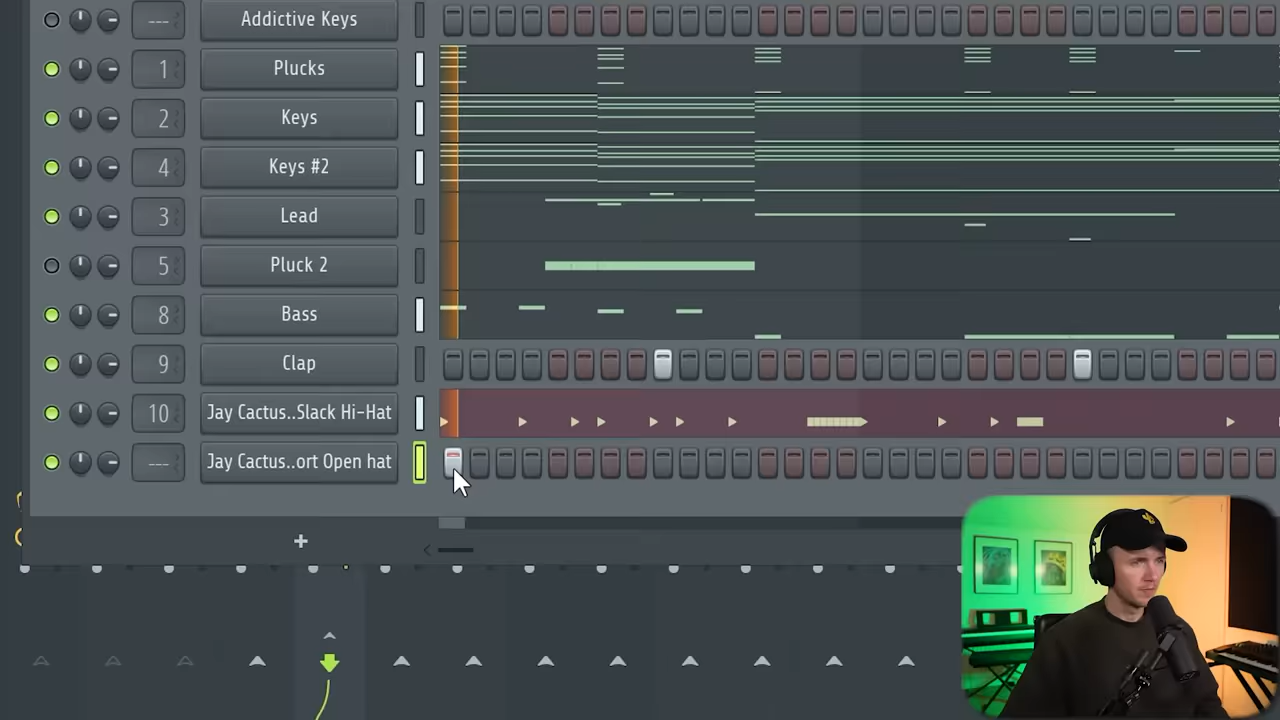 --- Addictive Keys
1 Plucks
2 Keys
4 Keys #2
3 Lead
5 Pluck 2
8 Bass
9 Clap
10 Jay Cactus..Slack Hi-Hat
--- Jay Cactus..ort Open hat
+